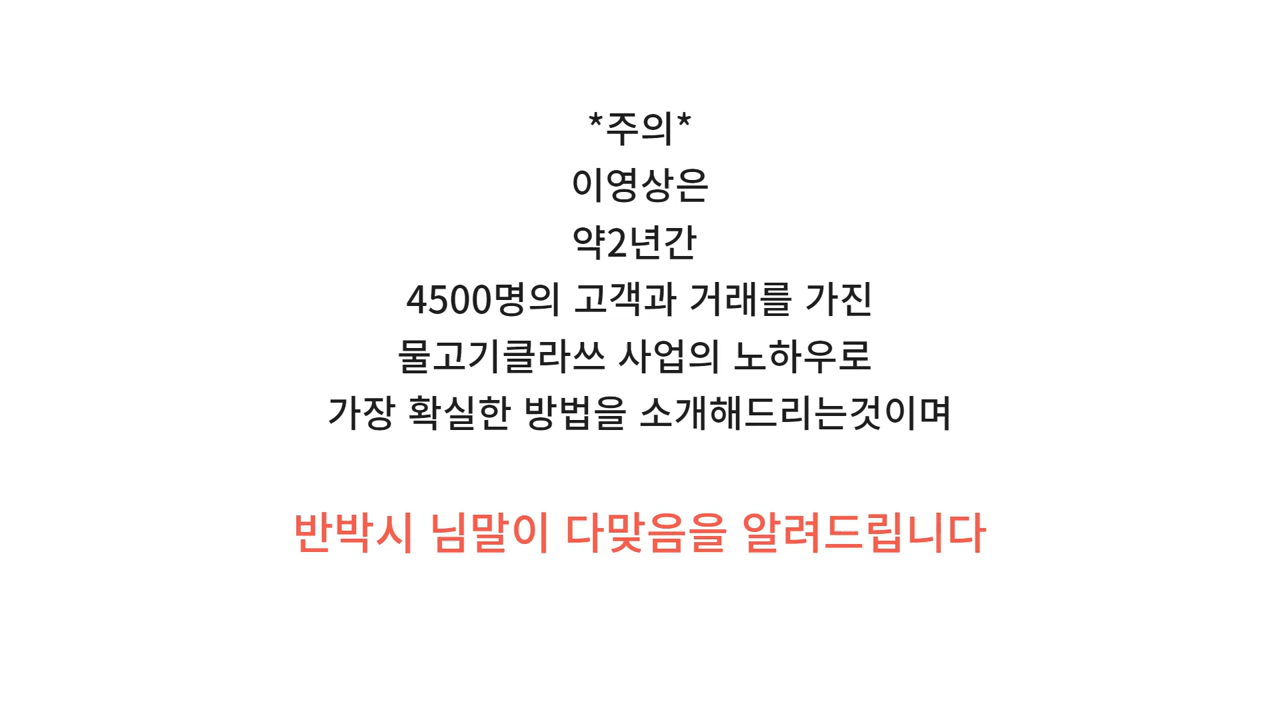 *주의*
이영상은
약2년간
4500명의 고객과 거래를 가진
물고기클라쓰 사업의 노하우로
가장 확실한 방법을 소개해드리는것이며
반박시 님말이 다맞음을 알려드립니다